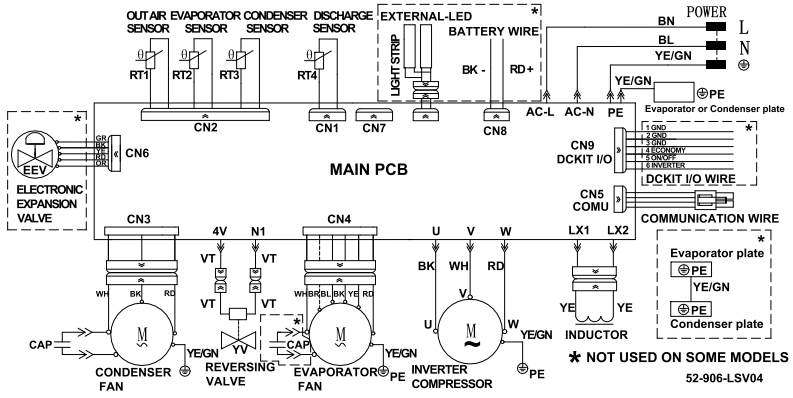 OUT AIR SENSOR
EVAPORATOR SENSOR
CONDENSER SENSOR
DISCHARGE SENSOR
θ
RT1
θ
RT2
θ
RT3
θ
RT4
EXTERNAL-LED
*
LIGHT STRIP
BATTERY WIRE
BK -
RD+
POWER
BN
L
BL
N
YE/GN
YE/GN
PE
Evaporator or Condenser plate
AC-L
AC-N
PE
CN2
CN1
CN7
CN8
*
EEV
GR
BK
YE
RD
OR
CN6
ELECTRONIC
EXPANSION
VALVE
MAIN PCB
CN9
DCKIT I/O
1 GND
2 GND
3 GND
4 ECONOMY
5 ON/OFF
6 INVERTER
*
DCKIT I/O WIRE
CN5
COMU
COMMUNICATION WIRE
CN3
4V
N1
CN4
U
V
W
LX1
LX2
VT
VT
VT
VT
BK
WH
RD
WH
BK
RD
WH
BR
BL
BK
YE
RD
YE
YE
INDUCTOR
*
Evaporator plate
PE
YE/GN
PE
Condenser plate
CAP
M
YE/GN
CONDENSER
FAN
YV
REVERSING
VALVE
*
CAP
M
YE/GN
PE
EVAPORATOR
FAN
V
U
W
M
YE/GN
PE
INVERTER
COMPRESSOR
* NOT USED ON SOME MODELS
52-906-LSV04